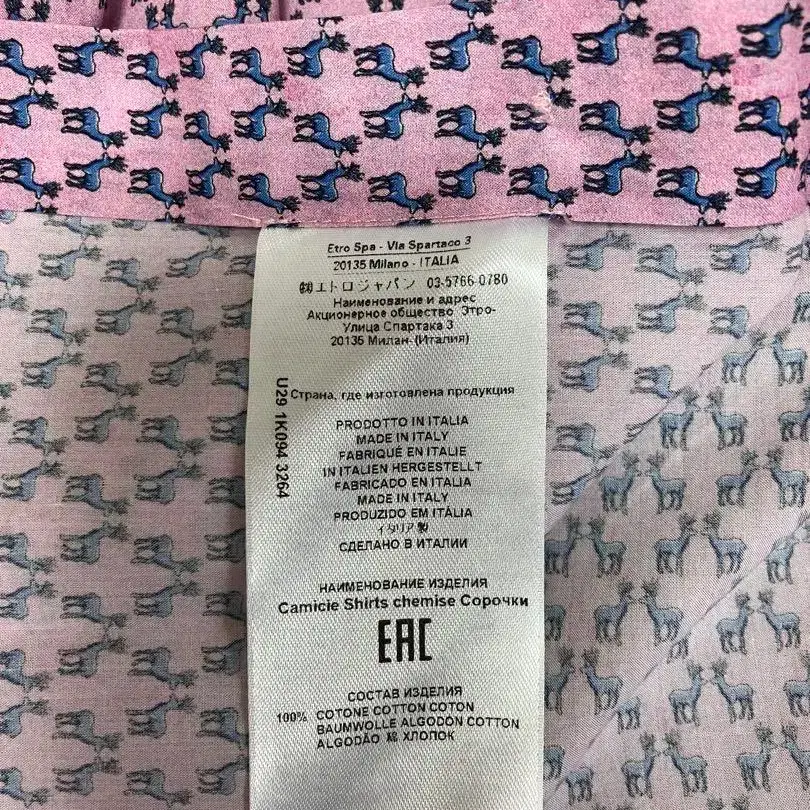 Etro Spa - Via Spartaco 3
20135 Milano - ITALIA
㈱エトロジャパン 03-5766-0780
Наименование и адрес
Акционерное общество Этро-
Улица Спартака 3
20135 Милан-(Италия)
U29 1K094 3264
Страна, где изготовлена продукция
PRODOTTO IN ITALIA
MADE IN ITALY
FABRIQUÉ EN ITALIE
IN ITALIEN HERGESTELLT
FABRICADO EN ITALIA
MADE IN ITALY
PRODUZIDO EM ITÁLIA
イタリア製
СДЕЛАНО В ИТАЛИИ
НАИМЕНОВАНИЕ ИЗДЕЛИЯ
Camicie Shirts chemise Сорочки
EAC
СОСТАВ ИЗДЕЛИЯ
100% COTONE COTTON COTON
BAUMWOLLE ALGODÓN COTTON
ALGODÃO 綿 ХЛОПОК